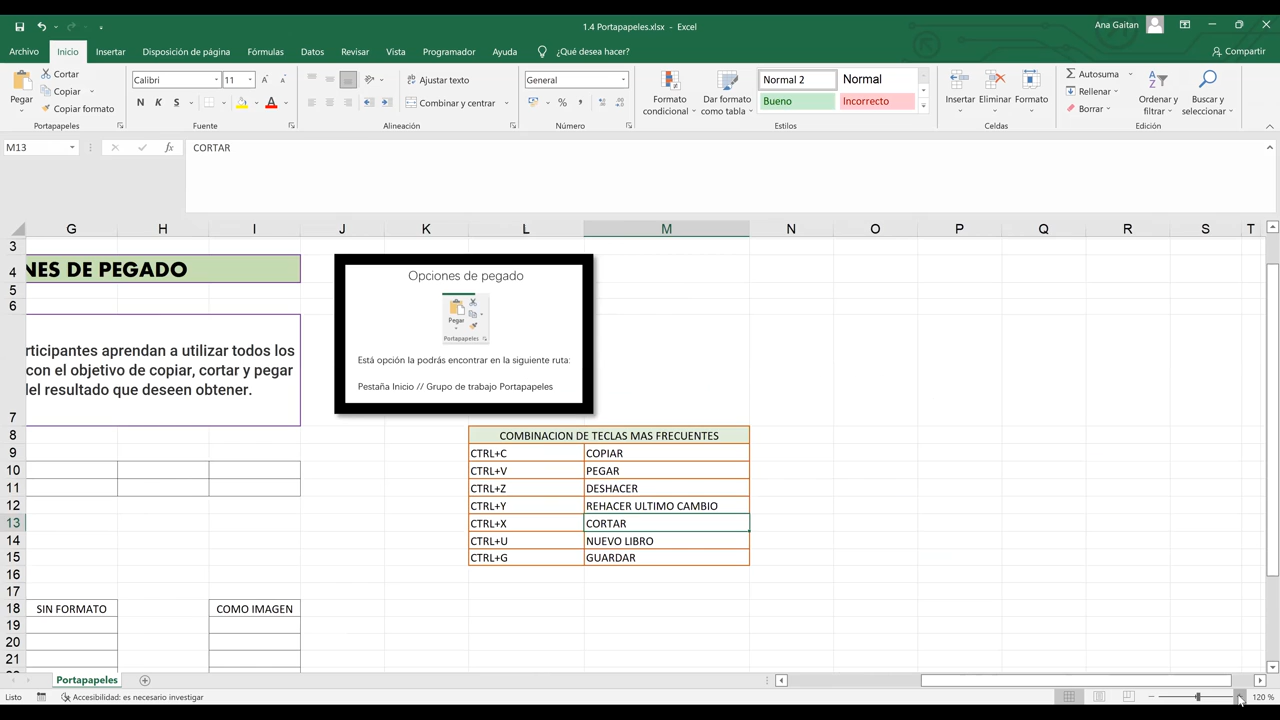 1.4 Portapapeles.xlsx - Excel
Ana Gaitan
Archivo Inicio Insertar Disposición de página Fórmulas Datos Revisar Vista Programador Ayuda ¿Qué desea hacer? Compartir
Pegar
Cortar
Copiar
Copiar formato
Portapapeles
Calibri 11
N K S
Fuente
Ajustar texto
Combinar y centrar
Alineación
General
% 000
Número
Formato condicional
Dar formato como tabla
Normal 2 Normal
Bueno Incorrecto
Estilos
Insertar Eliminar Formato
Celdas
Autosuma
Rellenar
Borrar
Ordenar y filtrar
Buscar y seleccionar
Edición
M13 fx CORTAR
G H I J K L M N O P Q R S T
3
4 NES DE PEGADO
5
6
rticipantes aprendan a utilizar todos los
con el objetivo de copiar, cortar y pegar
del resultado que deseen obtener.
7
Opciones de pegado
Pegar
Portapapeles
Está opción la podrás encontrar en la siguiente ruta:
Pestaña Inicio // Grupo de trabajo Portapapeles
8 COMBINACION DE TECLAS MAS FRECUENTES
9 CTRL+C COPIAR
10 CTRL+V PEGAR
11 CTRL+Z DESHACER
12 CTRL+Y REHACER ULTIMO CAMBIO
13 CTRL+X CORTAR
14 CTRL+U NUEVO LIBRO
15 CTRL+G GUARDAR
16
17
18 SIN FORMATO COMO IMAGEN
19
20
21
Portapapeles
Listo Accesibilidad: es necesario investigar 120 %